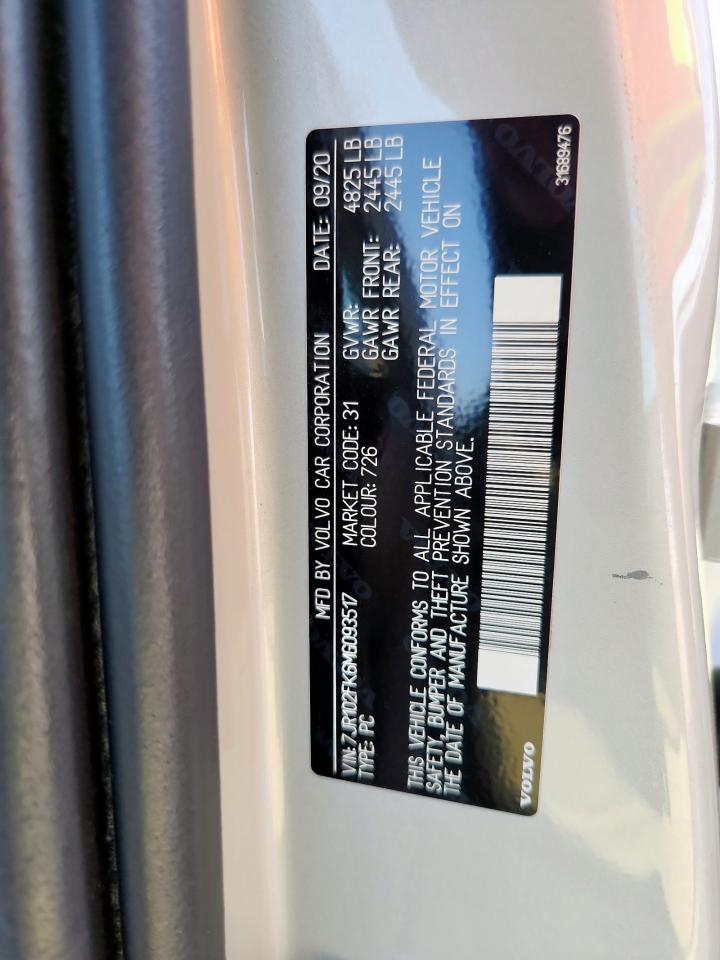 MFD BY VOLVO CAR CORPORATION DATE: 09/20
VIN: 7JR102FK6MG093517 MARKET CODE: 31 GVWR: 4825 LB
TYPE: PC COLOUR: 726 GAWR FRONT: 2445 LB
GAWR REAR: 2445 LB
THIS VEHICLE CONFORMS TO ALL APPLICABLE FEDERAL MOTOR VEHICLE
SAFETY, BUMPER AND THEFT PREVENTION STANDARDS IN EFFECT ON
THE DATE OF MANUFACTURE SHOWN ABOVE.
VOLVO
31689476